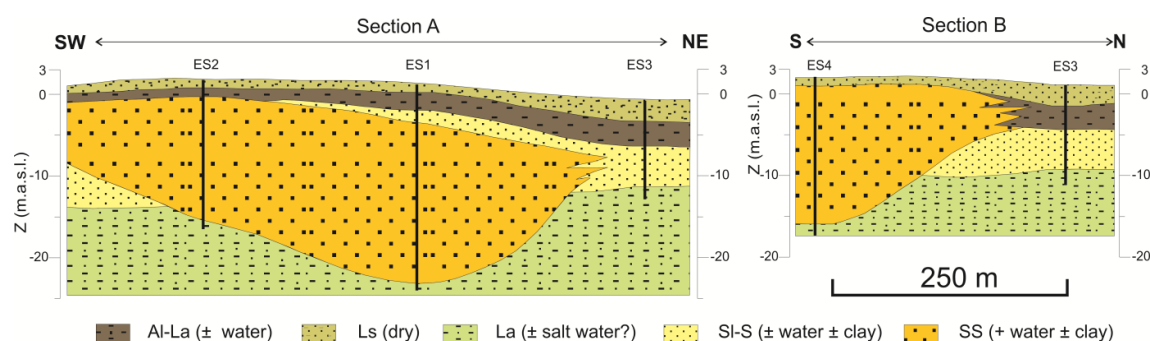 Section A
SW NE
ES2 ES1 ES3
3 3
0 0
-10 -10
-20 -20
Z (m.a.s.l.)
Section B
S N
ES4 ES3
3 3
0 0
-10 -10
-20 -20
Z (m.a.s.l.)
250 m
Al-La (± water) Ls (dry) La (± salt water?) Sl-S (± water ± clay) SS (+ water ± clay)